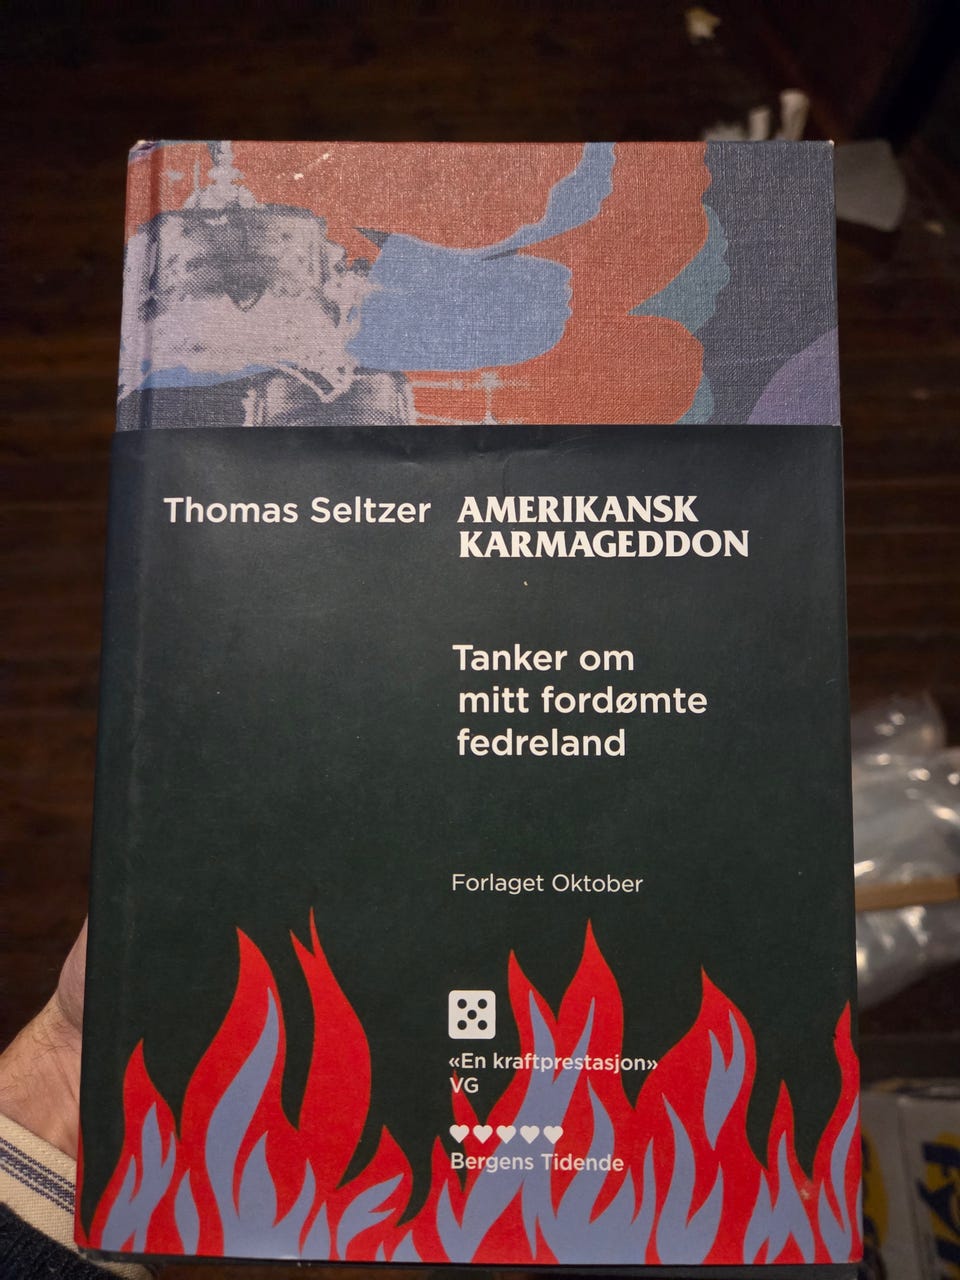 Thomas Seltzer
AMERIKANSK
KARMAGEDDON
Tanker om
mitt fordømte
fedreland
Forlaget Oktober
«En kraftprestasjon»
VG
Bergens Tidende